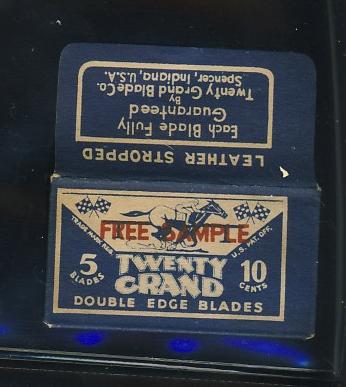 LEATHER STROPPED
Each Blade Fully
Guaranteed
BY
Twenty Grand Blade Co.
Spencer, Indiana, U.S.A.
TRADE MARK REG. U.S. PAT. OFF.
FREE SAMPLE
5 BLADES
TWENTY GRAND
10 CENTS
DOUBLE EDGE BLADES